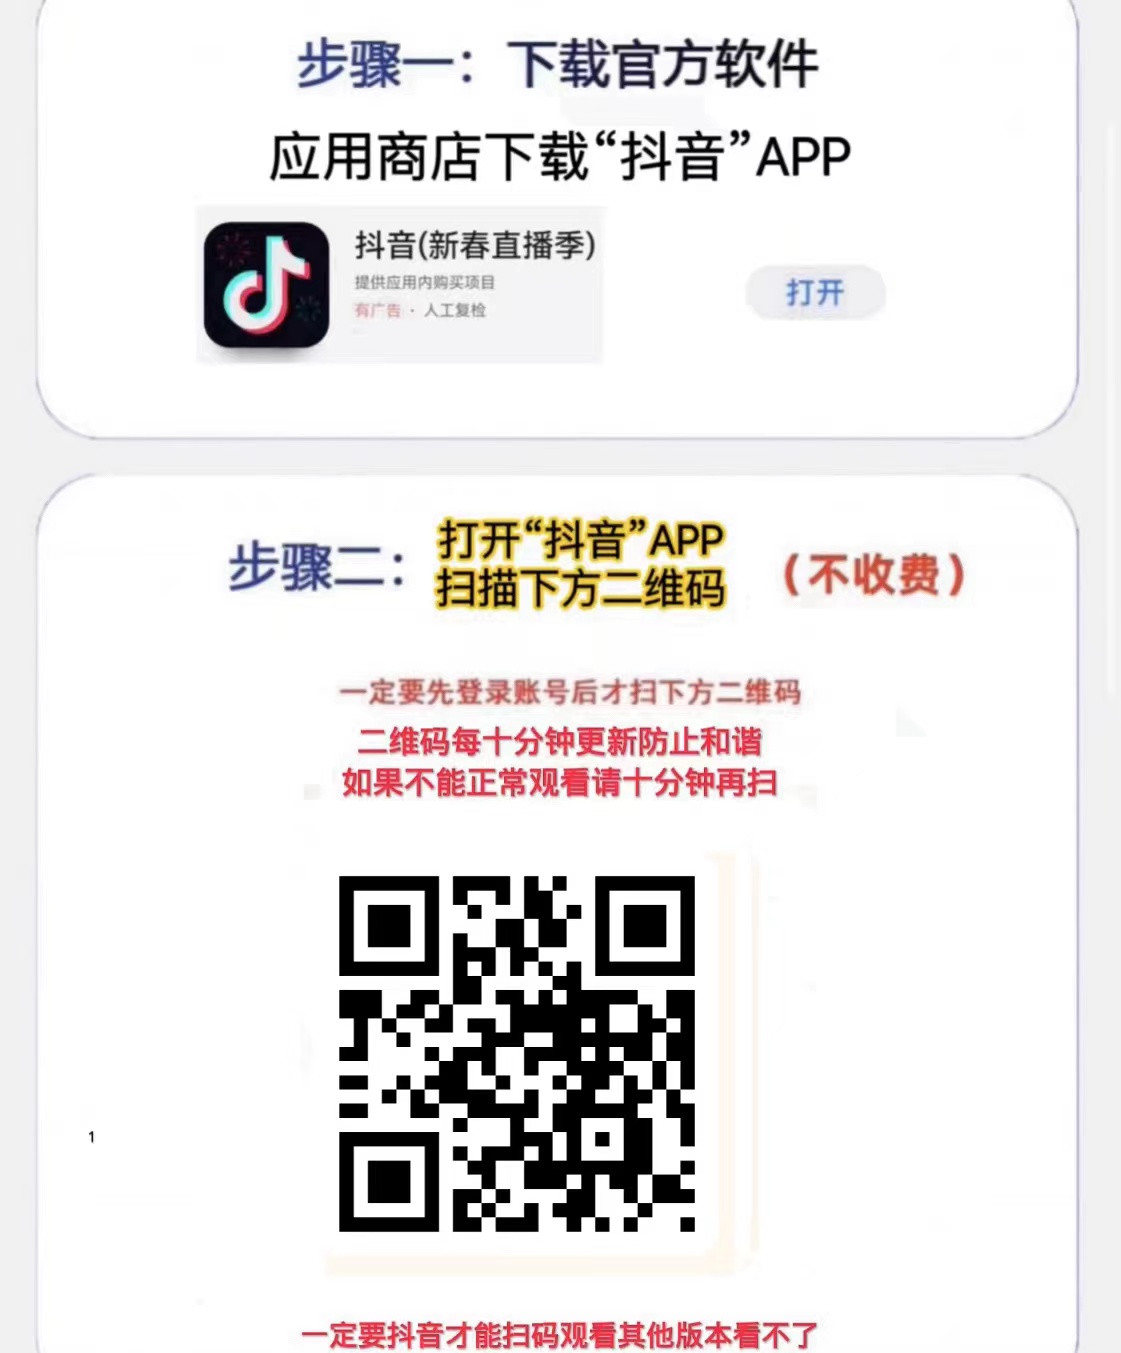 步骤一：下载官方软件
应用商店下载“抖音”APP
抖音(新春直播季)
提供应用内购买项目
有广告 · 人工复检
打开
步骤二：
打开“抖音”APP
扫描下方二维码
（不收费）
一定要先登录账号后才扫下方二维码
二维码每十分钟更新防止和谐
如果不能正常观看请十分钟再扫
1
一定要抖音才能扫码观看其他版本看不了